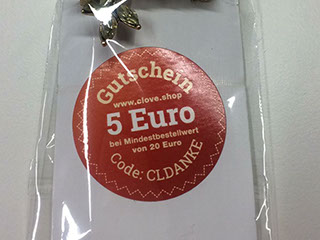 Gutschein
www.clove.shop
5 Euro
bei Mindestbestellwert
von 20 Euro
Code: CLDANKE